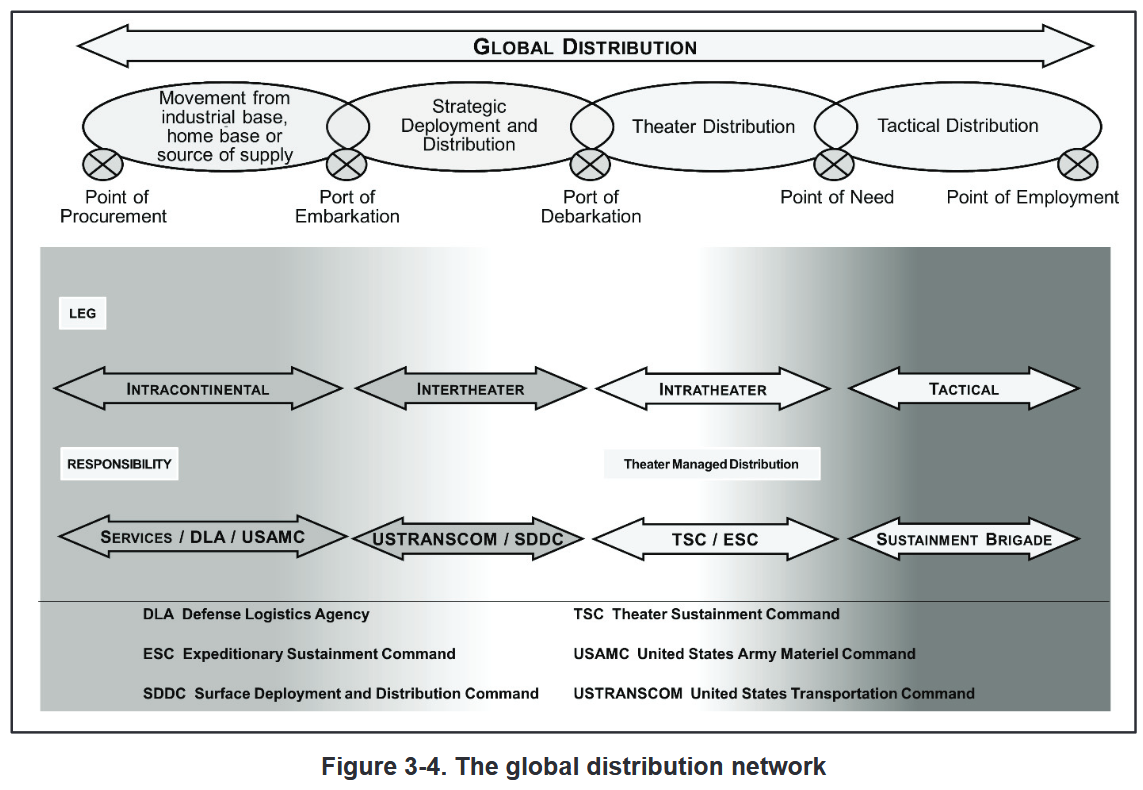 GLOBAL DISTRIBUTION
Movement from
industrial base,
home base or
source of supply
Strategic
Deployment and
Distribution
Theater Distribution
Tactical Distribution
Point of
Procurement
Port of
Embarkation
Port of
Debarkation
Point of Need
Point of Employment
LEG
INTRACONTINENTAL
INTERTHEATER
INTRATHEATER
TACTICAL
RESPONSIBILITY
Theater Managed Distribution
SERVICES / DLA / USAMC
USTRANSCOM / SDDC
TSC / ESC
SUSTAINMENT BRIGADE
DLA Defense Logistics Agency
TSC Theater Sustainment Command
ESC Expeditionary Sustainment Command
USAMC United States Army Materiel Command
SDDC Surface Deployment and Distribution Command
USTRANSCOM United States Transportation Command
Figure 3-4. The global distribution network